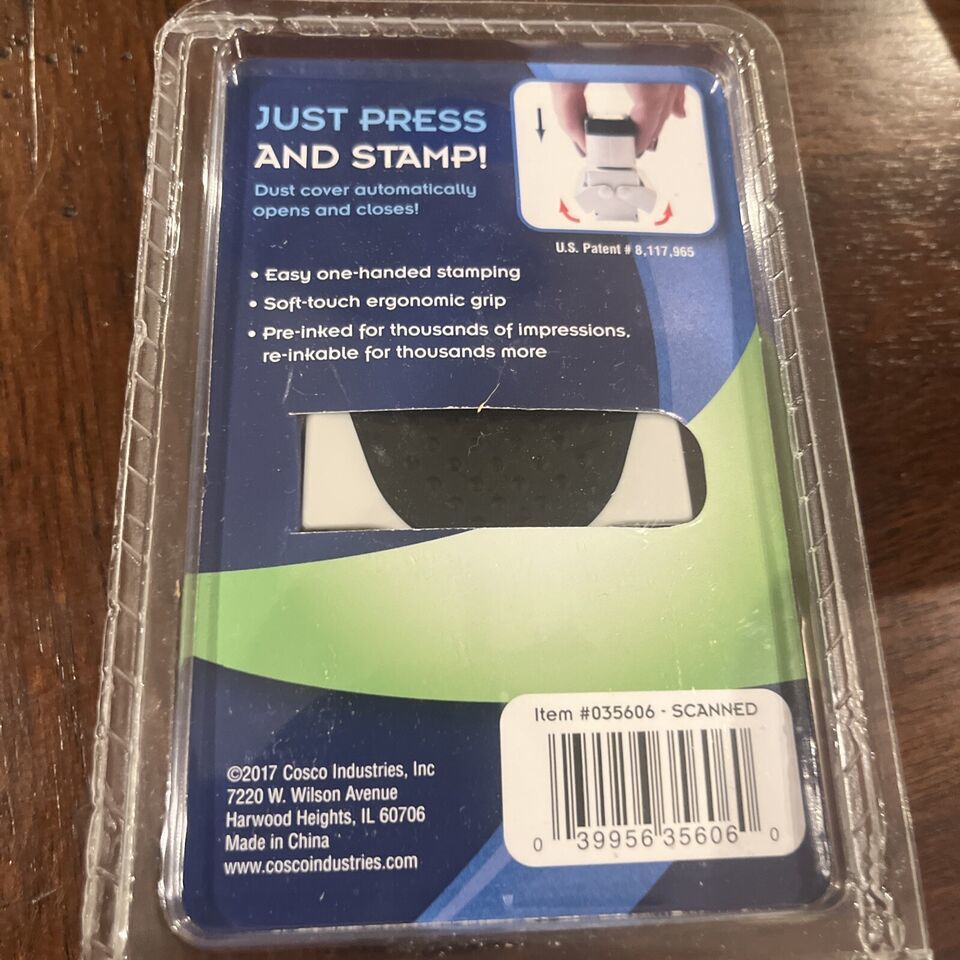 JUST PRESS
AND STAMP!
Dust cover automatically
opens and closes!
U.S. Patent # 8,117,965
• Easy one-handed stamping
• Soft-touch ergonomic grip
• Pre-inked for thousands of impressions,
re-inkable for thousands more
Item #035606 - SCANNED
0 39956 35606 0
©2017 Cosco Industries, Inc
7220 W. Wilson Avenue
Harwood Heights, IL 60706
Made in China
www.coscoindustries.com